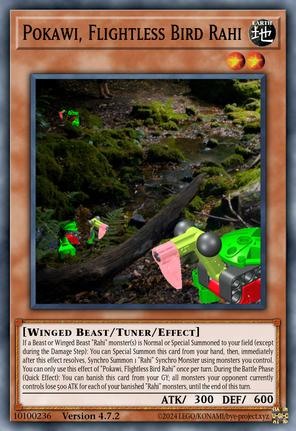 POKAWI, FLIGHTLESS BIRD RAHI
EARTH
地
[WINGED BEAST/TUNER/EFFECT]
If a Beast or Winged Beast "Rahi" monster(s) is Normal or Special Summoned to your field (except
during the Damage Step): You can Special Summon this card from your hand, then, immediately
after this effect resolves, Synchro Summon 1 "Rahi" Synchro Monster using monsters you control.
You can only use this effect of "Pokawi, Flightless Bird Rahi" once per turn. During the Battle Phase
(Quick Effect): You can banish this card from your GY; all monsters your opponent currently
controls lose 500 ATK for each of your banished "Rahi" monsters, until the end of this turn.
ATK/ 300 DEF/ 600
10100236 Version 4.7.2 ©2024 LEGO/KONAMI/bye-project.xyz